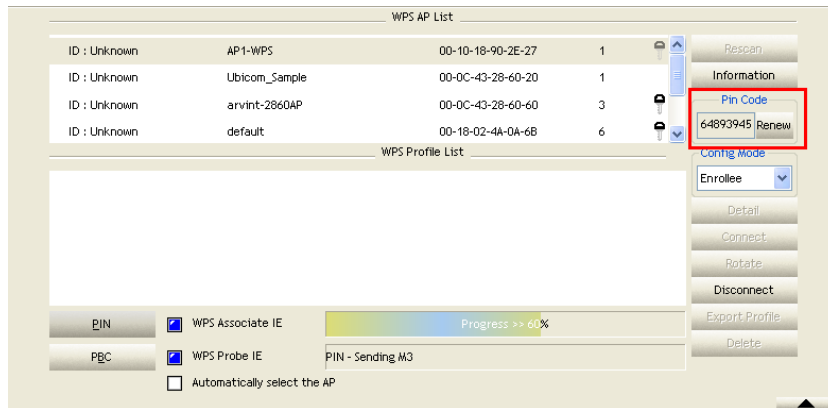 WPS AP List
ID : Unknown AP1-WPS 00-10-18-90-2E-27 1
ID : Unknown Ubicom_Sample 00-0C-43-28-60-20 1
ID : Unknown arvint-2860AP 00-0C-43-28-60-60 3
ID : Unknown default 00-18-02-4A-0A-6B 6
Rescan
Information
Pin Code
64893945 Renew
Config Mode
Enrollee
Detail
Connect
Rotate
Disconnect
Export Profile
Delete
WPS Profile List
PIN WPS Associate IE Progress >> 60%
PBC WPS Probe IE PIN - Sending M3
Automatically select the AP